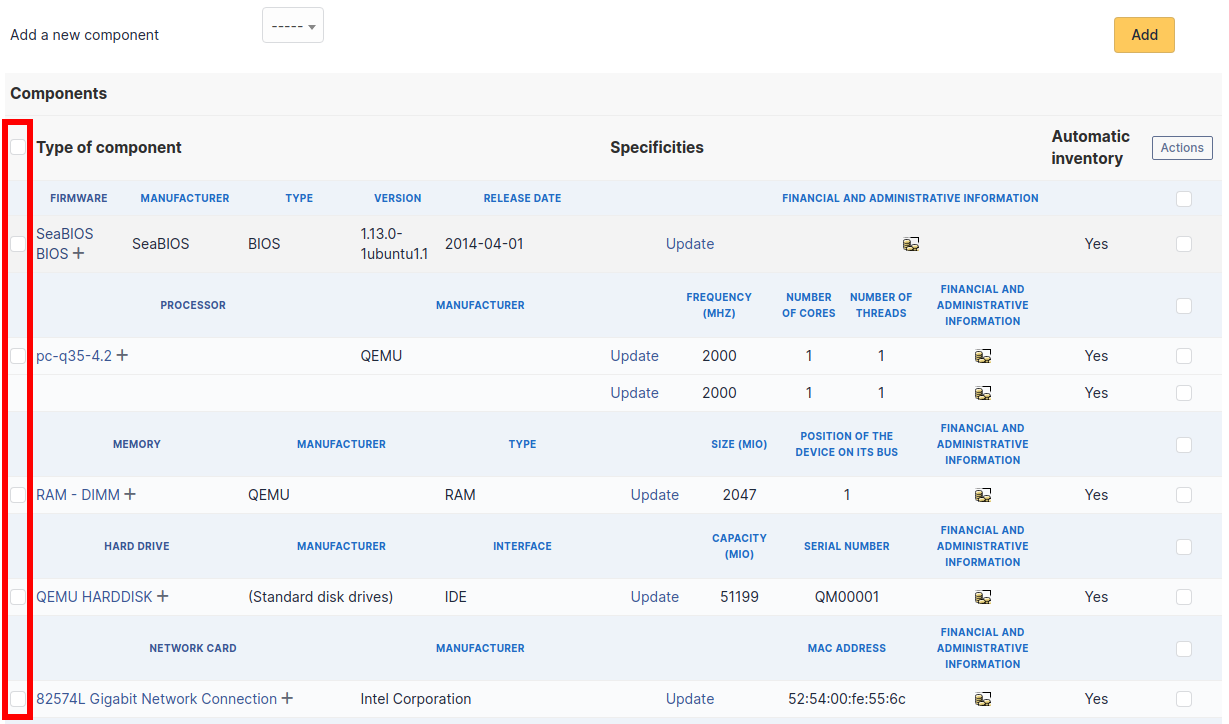 Add a new component ----- Add
Components
Type of component Specificities Automatic inventory Actions
FIRMWARE MANUFACTURER TYPE VERSION RELEASE DATE FINANCIAL AND ADMINISTRATIVE INFORMATION
SeaBIOS BIOS + SeaBIOS BIOS 1.13.0-1ubuntu1.1 2014-04-01 Update Yes
PROCESSOR MANUFACTURER FREQUENCY (MHZ) NUMBER OF CORES NUMBER OF THREADS FINANCIAL AND ADMINISTRATIVE INFORMATION
pc-q35-4.2 + QEMU Update 2000 1 1 Yes
Update 2000 1 1 Yes
MEMORY MANUFACTURER TYPE SIZE (MIO) POSITION OF THE DEVICE ON ITS BUS FINANCIAL AND ADMINISTRATIVE INFORMATION
RAM - DIMM + QEMU RAM Update 2047 1 Yes
HARD DRIVE MANUFACTURER INTERFACE CAPACITY (MIO) SERIAL NUMBER FINANCIAL AND ADMINISTRATIVE INFORMATION
QEMU HARDDISK + (Standard disk drives) IDE Update 51199 QM00001 Yes
NETWORK CARD MANUFACTURER MAC ADDRESS FINANCIAL AND ADMINISTRATIVE INFORMATION
82574L Gigabit Network Connection + Intel Corporation Update 52:54:00:fe:55:6c Yes